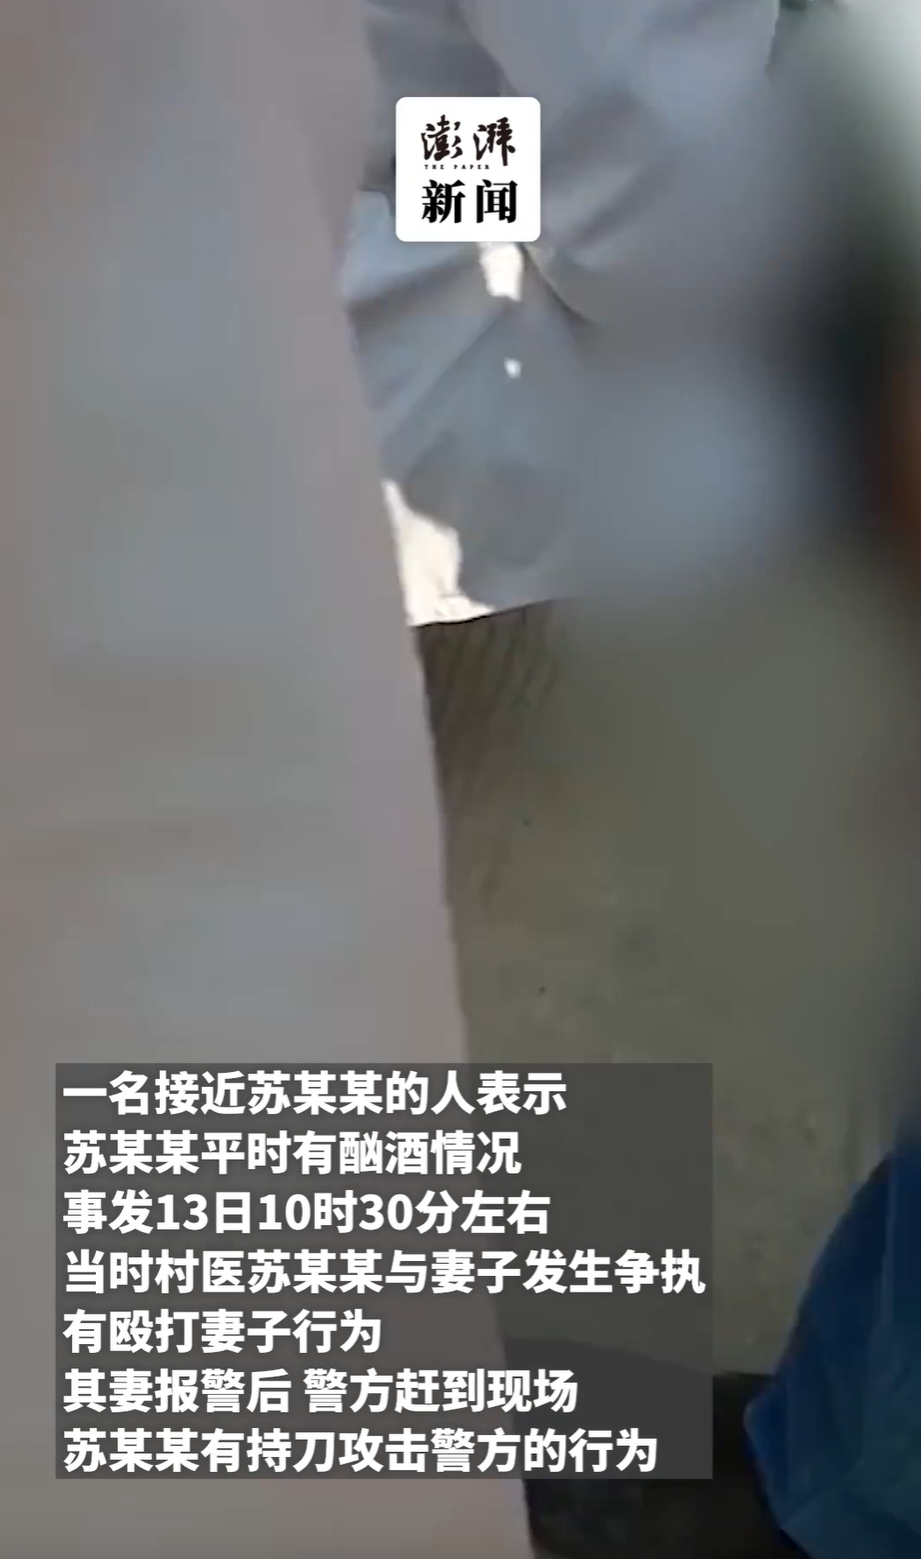 澎湃
THE PAPER
新闻
一名接近苏某某的人表示
苏某某平时有酗酒情况
事发13日10时30分左右
当时村医苏某某与妻子发生争执
有殴打妻子行为
其妻报警后 警方赶到现场
苏某某有持刀攻击警方的行为